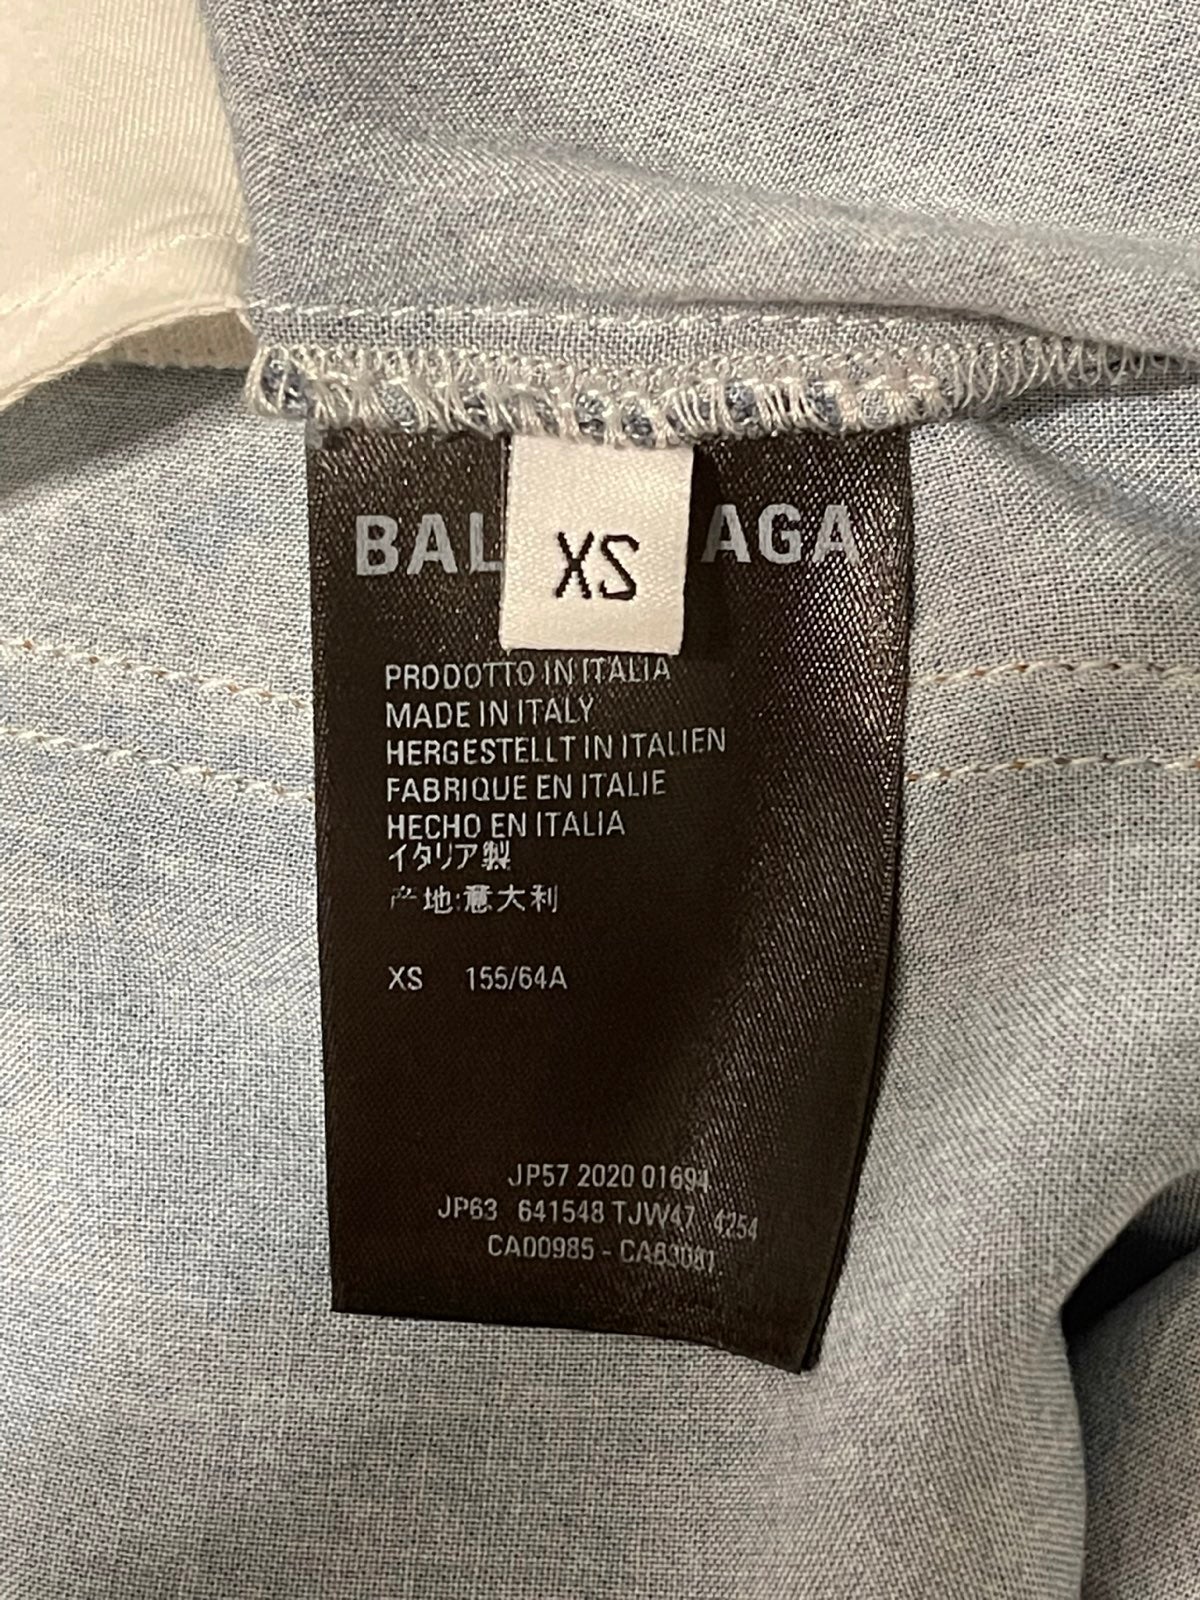 BAL AGA
XS
PRODOTTO IN ITALIA
MADE IN ITALY
HERGESTELLT IN ITALIEN
FABRIQUE EN ITALIE
HECHO EN ITALIA
イタリア製
产地:意大利
XS 155/64A
JP57 2020 01694
JP63 641548 TJW47 4254
CA00985 -